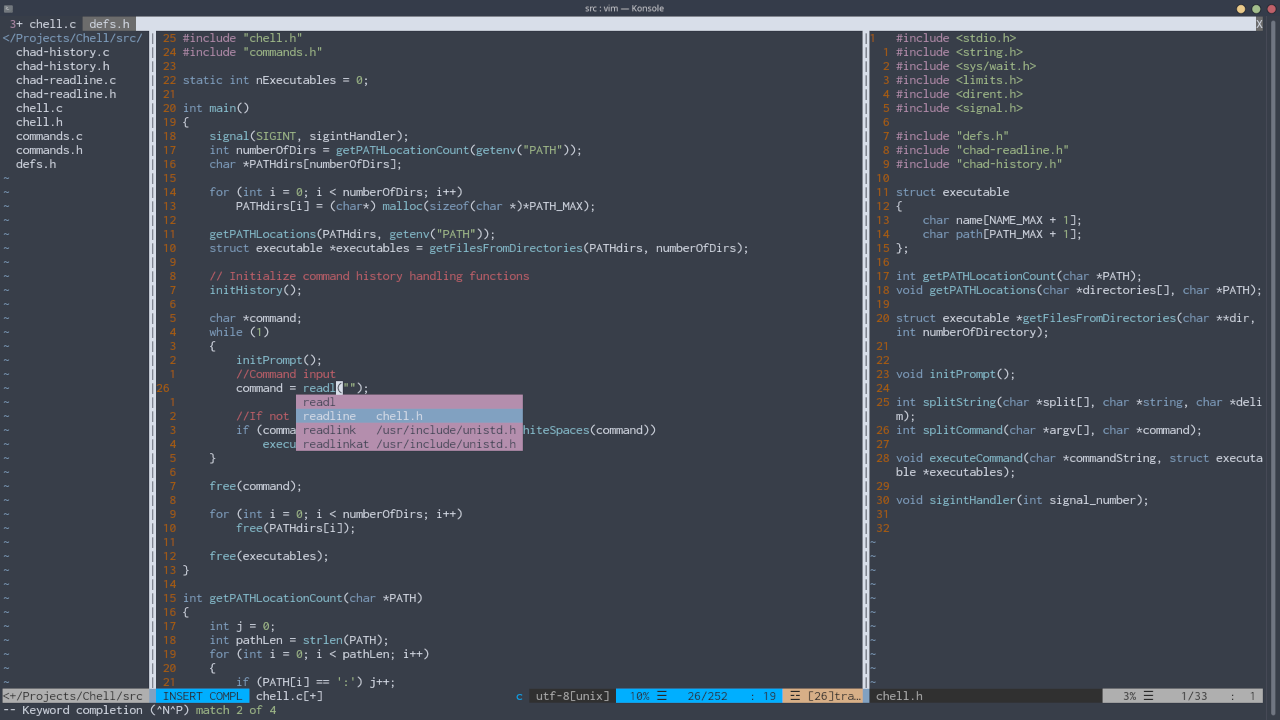 src : vim — Konsole
3+ chell.c  defs.h  X
</Projects/Chell/src/
chad-history.c
chad-history.h
chad-readline.c
chad-readline.h
chell.c
chell.h
commands.c
commands.h
defs.h
25 #include "chell.h"
24 #include "commands.h"
23
22 static int nExecutables = 0;
21
20 int main()
19 {
18     signal(SIGINT, sigintHandler);
17     int numberOfDirs = getPATHLocationCount(getenv("PATH"));
16     char *PATHdirs[numberOfDirs];
15
14     for (int i = 0; i < numberOfDirs; i++)
13         PATHdirs[i] = (char*) malloc(sizeof(char *)*PATH_MAX);
12
11     getPATHLocations(PATHdirs, getenv("PATH"));
10     struct executable *executables = getFilesFromDirectories(PATHdirs, numberOfDirs);
9
8     // Initialize command history handling functions
7     initHistory();
6
5     char *command;
4     while (1)
3     {
2         initPrompt();
1         //Command input
26         command = readl("");
1 readl
2         //If not readline   chell.h
3         if (comma readlink   /usr/include/unistd.h hiteSpaces(command))
4             execu readlinkat /usr/include/unistd.h
5     }
6
7     free(command);
8
9     for (int i = 0; i < numberOfDirs; i++)
10         free(PATHdirs[i]);
11
12     free(executables);
13 }
14
15 int getPATHLocationCount(char *PATH)
16 {
17     int j = 0;
18     int pathLen = strlen(PATH);
19     for (int i = 0; i < pathLen; i++)
20     {
21         if (PATH[i] == ':') j++;
1 #include <stdio.h>
1 #include <string.h>
2 #include <sys/wait.h>
3 #include <limits.h>
4 #include <dirent.h>
5 #include <signal.h>
6
7 #include "defs.h"
8 #include "chad-readline.h"
9 #include "chad-history.h"
10
11 struct executable
12 {
13     char name[NAME_MAX + 1];
14     char path[PATH_MAX + 1];
15 };
16
17 int getPATHLocationCount(char *PATH);
18 void getPATHLocations(char *directories[], char *PATH);
19
20 struct executable *getFilesFromDirectories(char **dir,
int numberOfDirectory);
21
22
23 void initPrompt();
24
25 int splitString(char *split[], char *string, char *deli
m);
26 int splitCommand(char *argv[], char *command);
27
28 void executeCommand(char *commandString, struct executa
ble *executables);
29
30 void sigintHandler(int signal_number);
31
32
<+/Projects/Chell/src  INSERT COMPL  chell.c[+]  c  utf-8[unix]  10% ☰  26/252  :  19  ☲ [26]tra…  chell.h  3% ☰  1/33  :  1
-- Keyword completion (^N^P) match 2 of 4